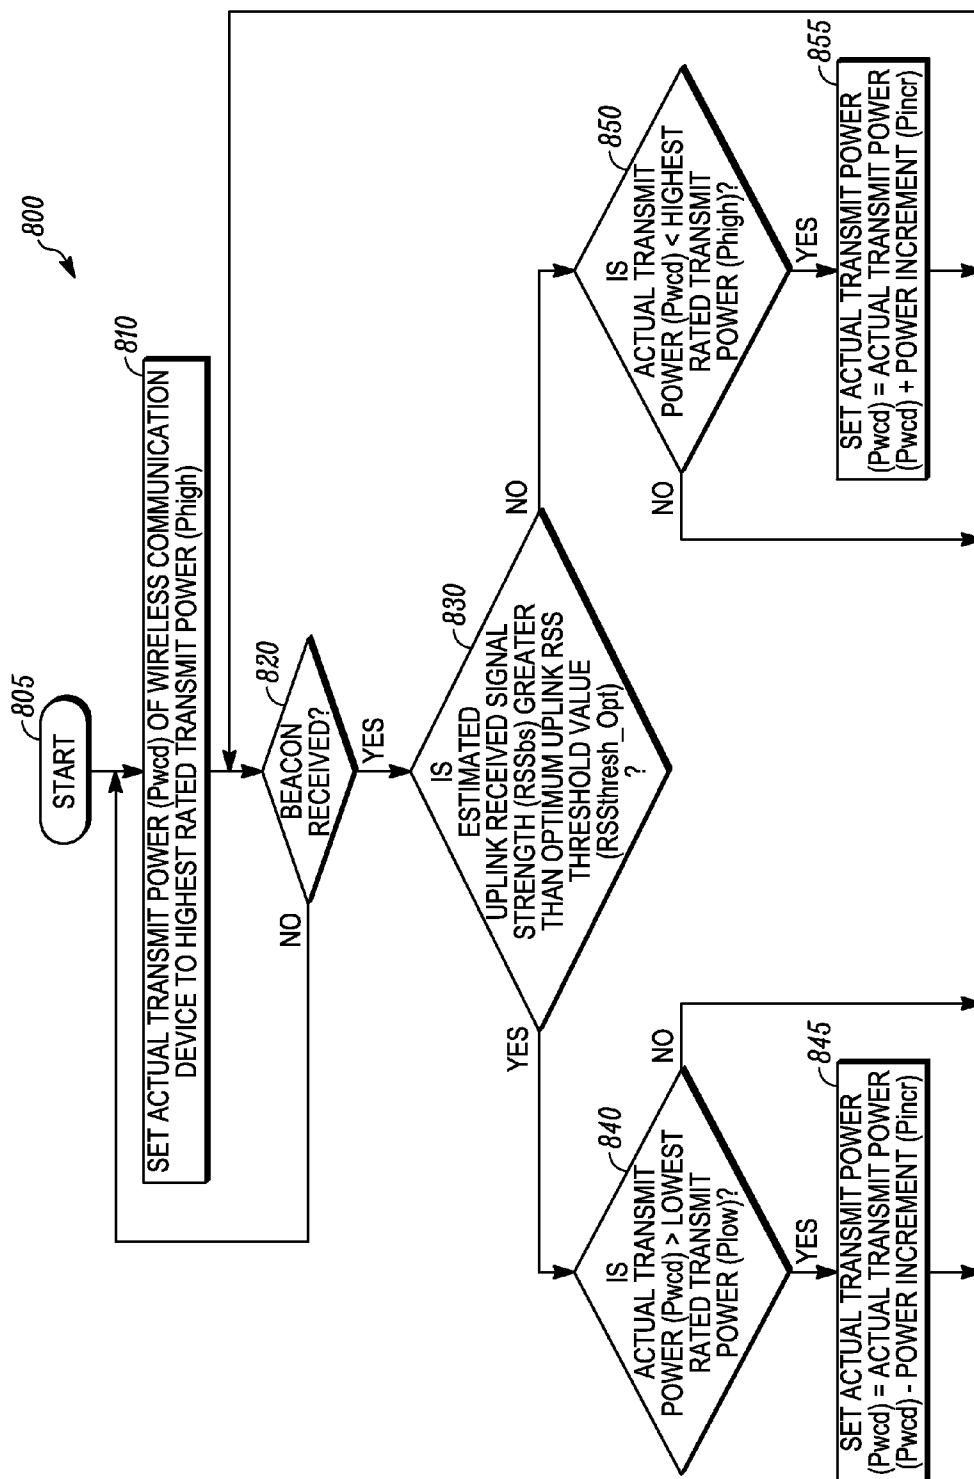 800
805
START
810
SET ACTUAL TRANSMIT POWER (Pwcd) OF WIRELESS COMMUNICATION
DEVICE TO HIGHEST RATED TRANSMIT POWER (Phigh)
820
BEACON
RECEIVED?
NO
YES
830
IS
ESTIMATED
UPLINK RECEIVED SIGNAL
STRENGTH (RSSbs) GREATER
THAN OPTIMUM UPLINK RSS
THRESHOLD VALUE
(RSSthresh_Opt)
?
YES
NO
840
IS
ACTUAL TRANSMIT
POWER (Pwcd) > LOWEST
RATED TRANSMIT
POWER (Plow)?
NO
YES
845
SET ACTUAL TRANSMIT POWER
(Pwcd) = ACTUAL TRANSMIT POWER
(Pwcd) - POWER INCREMENT (Pincr)
850
IS
ACTUAL TRANSMIT
POWER (Pwcd) < HIGHEST
RATED TRANSMIT
POWER (Phigh)?
NO
YES
855
SET ACTUAL TRANSMIT POWER
(Pwcd) = ACTUAL TRANSMIT POWER
(Pwcd) + POWER INCREMENT (Pincr)